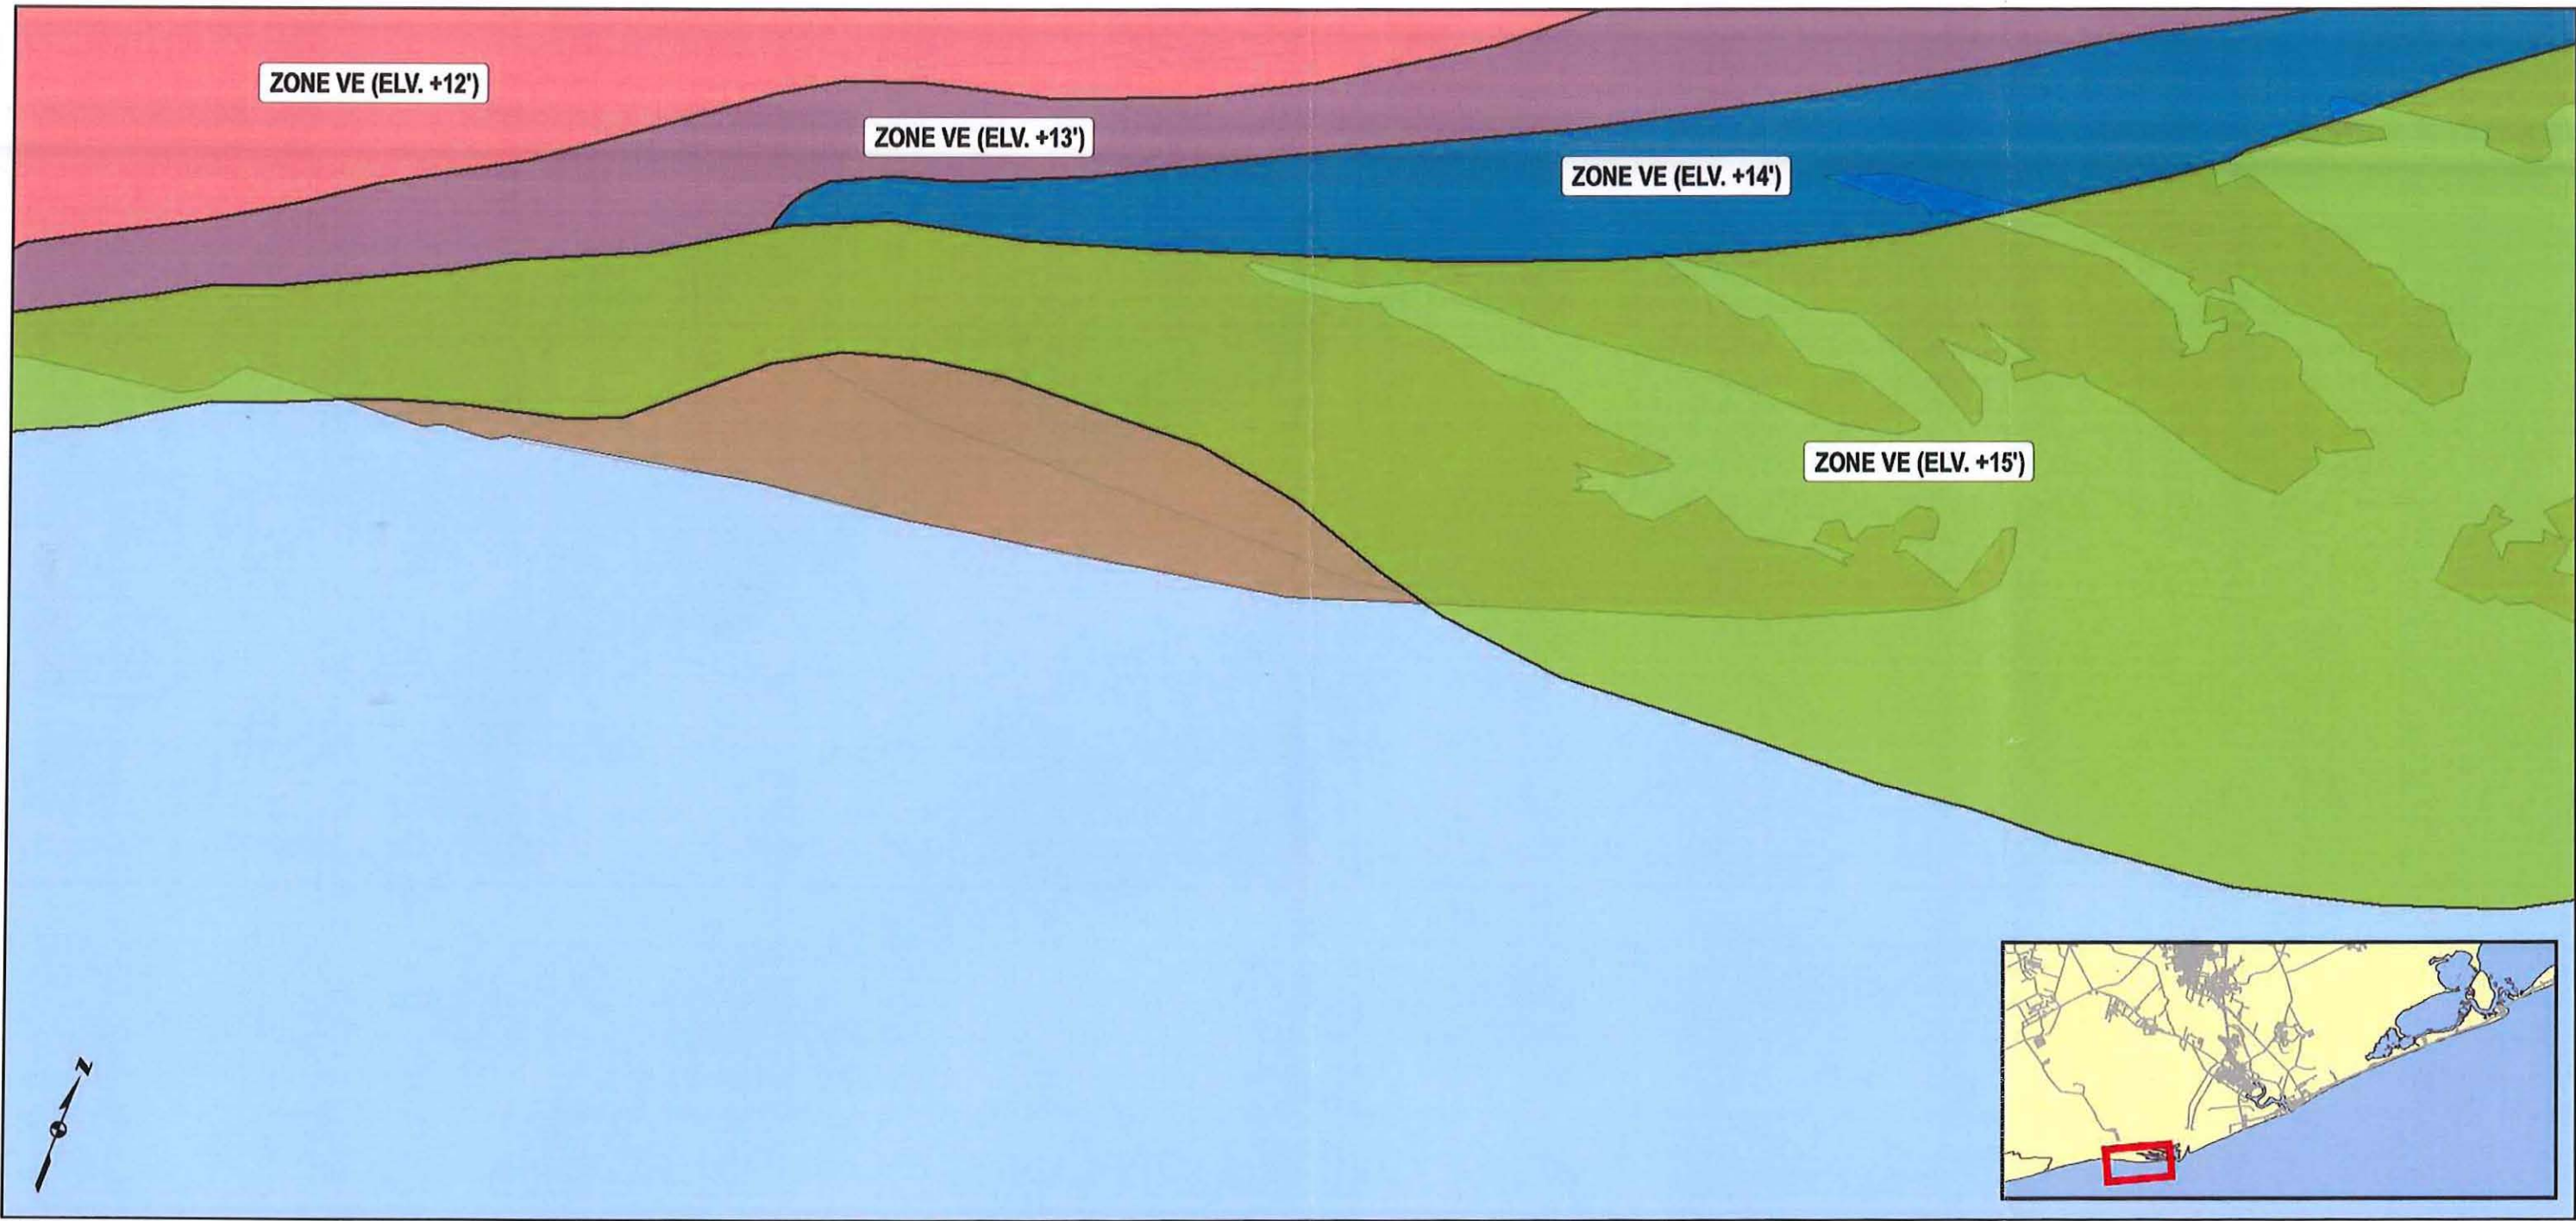 ZONE VE (ELV. +12')
ZONE VE (ELV. +13')
ZONE VE (ELV. +14')
ZONE VE (ELV. +15')
N